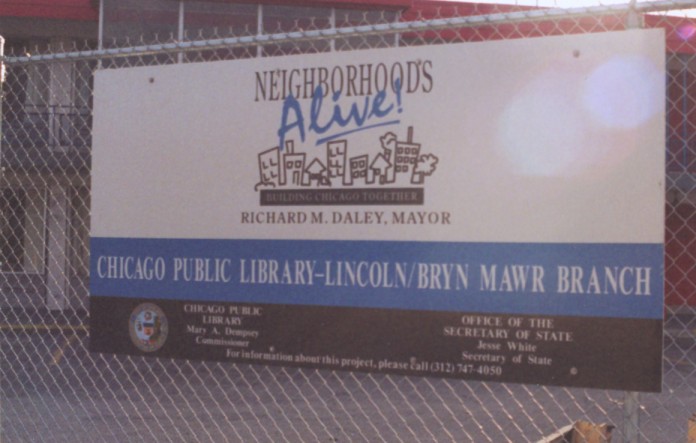 NEIGHBORHOODS
Alive!
BUILDING CHICAGO TOGETHER
RICHARD M. DALEY, MAYOR
CHICAGO PUBLIC LIBRARY–LINCOLN/BRYN MAWR BRANCH
CHICAGO PUBLIC
LIBRARY
Mary A. Dempsey
Commissioner
OFFICE OF THE
SECRETARY OF STATE
Jesse White
Secretary of State
For information about this project, please call (312) 747-4050